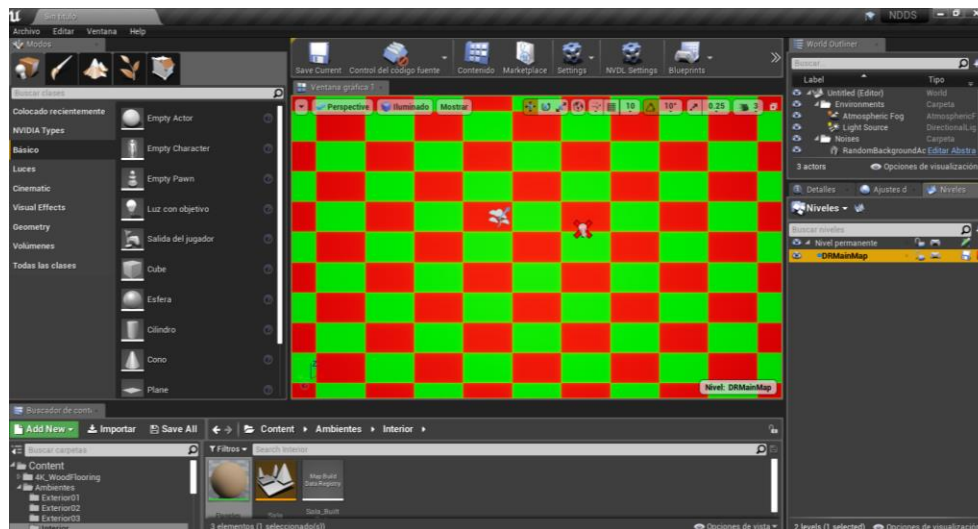 Sin título
NDDS
Archivo Editar Ventana Help
Modos
Buscar clases
Colocado recientemente
NVIDIA Types
Básico
Luces
Cinematic
Visual Effects
Geometry
Volúmenes
Todas las clases
Empty Actor
Empty Character
Empty Pawn
Luz con objetivo
Salida del jugador
Cube
Esfera
Cilindro
Cono
Plane
Save Current Control del código fuente Contenido Marketplace Settings NVDL Settings Blueprints
Ventana gráfica 1
Perspective Iluminado Mostrar 10 10° 0.25 3
Nivel: DRMainMap
World Outliner
Buscar...
Label Tipo
Untitled (Editor) World
Environments Carpeta
Atmospheric Fog AtmosphericF
Light Source DirectionalLig
Noises Carpeta
RandomBackgroundAc Editar Abstra
3 actors Opciones de visualización
Detalles Ajustes d Niveles
Niveles
Buscar niveles
Nivel permanente
DRMainMap
2 levels (1 selected) Opciones de visualización
Buscador de conte
Add New Importar Save All Content Ambientes Interior
Buscar carpetas
Content
4K_WoodFlooring
Ambientes
Exterior01
Exterior02
Exterior03
Interior
Filtros Search Interior
Map Build
Data Registry
Sala Sala_Built
3 elementos (1 seleccionado(s)) Opciones de vista